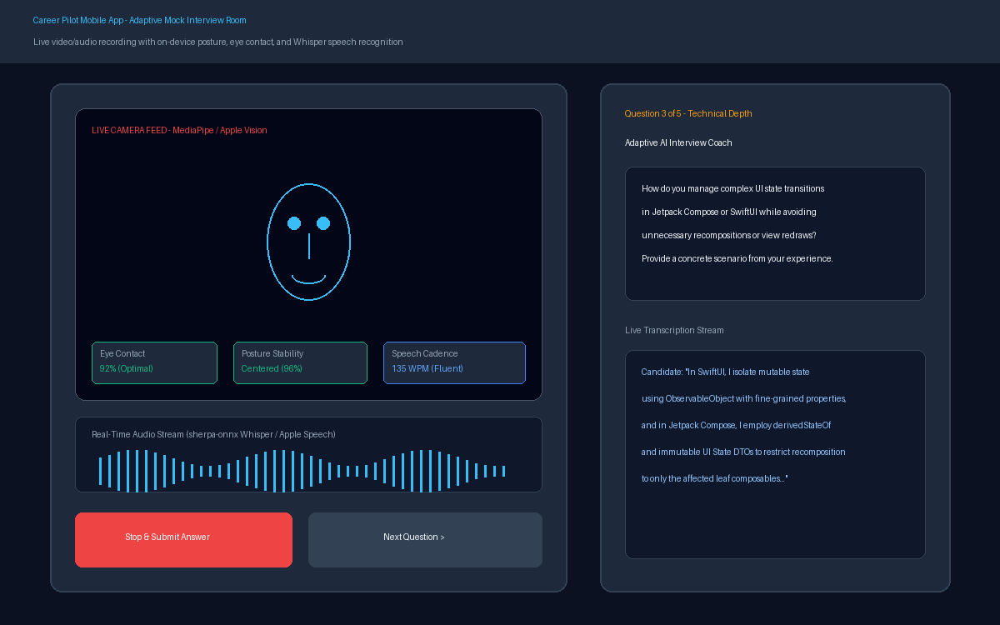 Career Pilot Mobile App - Adaptive Mock Interview Room
Live video/audio recording with on-device posture, eye contact, and Whisper speech recognition
LIVE CAMERA FEED - MediaPipe / Apple Vision
Eye Contact
92% (Optimal)
Posture Stability
Centered (96%)
Speech Cadence
135 WPM (Fluent)
Real-Time Audio Stream (sherpa-onnx Whisper / Apple Speech)
Stop & Submit Answer
Next Question >
Question 3 of 5 - Technical Depth
Adaptive AI Interview Coach
How do you manage complex UI state transitions
in Jetpack Compose or SwiftUI while avoiding
unnecessary recompositions or view redraws?
Provide a concrete scenario from your experience.
Live Transcription Stream
Candidate: "In SwiftUI, I isolate mutable state
using ObservableObject with fine-grained properties,
and in Jetpack Compose, I employ derivedStateOf
and immutable UI State DTOs to restrict recomposition
to only the affected leaf composables..."